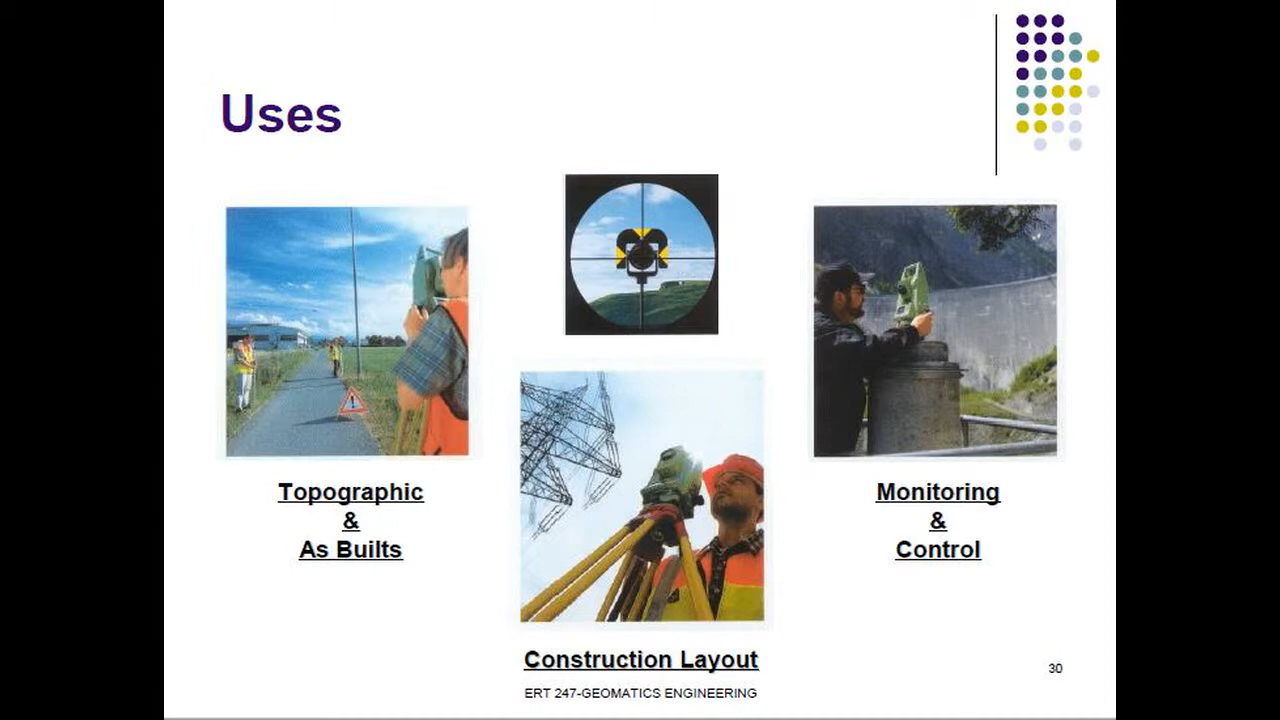 Uses
Topographic
&
As Builts
Monitoring
&
Control
Construction Layout
30
ERT 247-GEOMATICS ENGINEERING